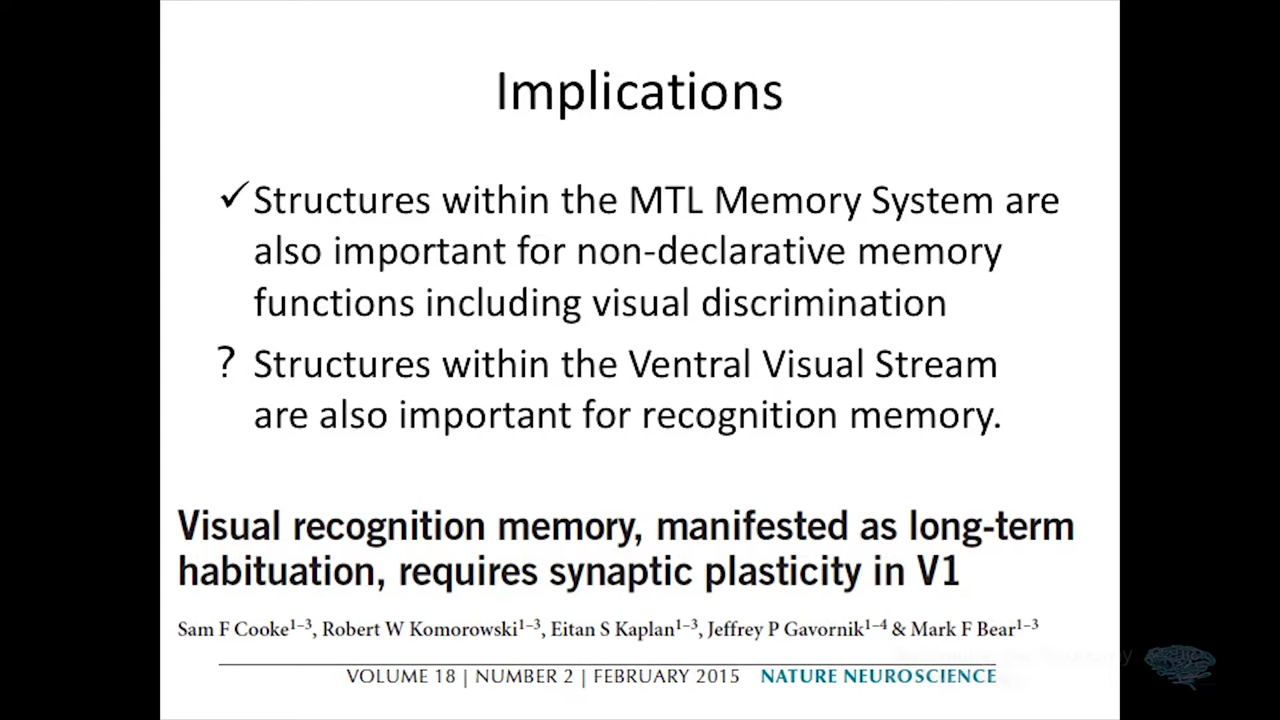 Implications
✓Structures within the MTL Memory System are
also important for non-declarative memory
functions including visual discrimination
? Structures within the Ventral Visual Stream
are also important for recognition memory.
Visual recognition memory, manifested as long-term
habituation, requires synaptic plasticity in V1
Sam F Cooke1–3, Robert W Komorowski1–3, Eitan S Kaplan1–3, Jeffrey P Gavornik1–4 & Mark F Bear1–3
VOLUME 18 | NUMBER 2 | FEBRUARY 2015 NATURE NEUROSCIENCE